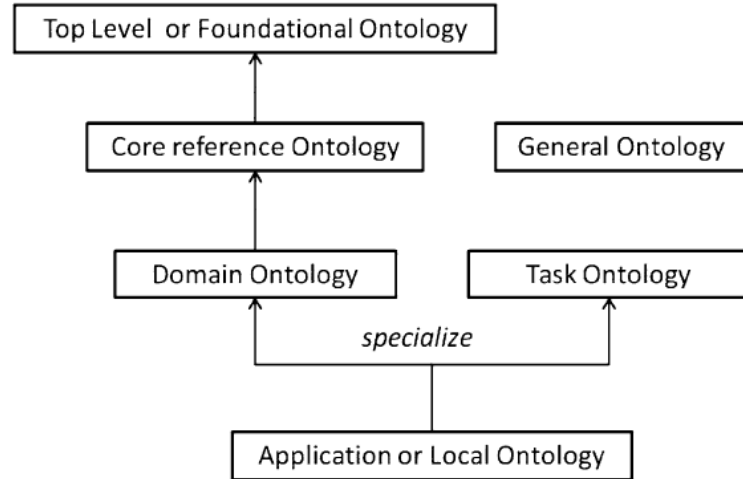 Top Level or Foundational Ontology
Core reference Ontology
General Ontology
Domain Ontology
Task Ontology
specialize
Application or Local Ontology